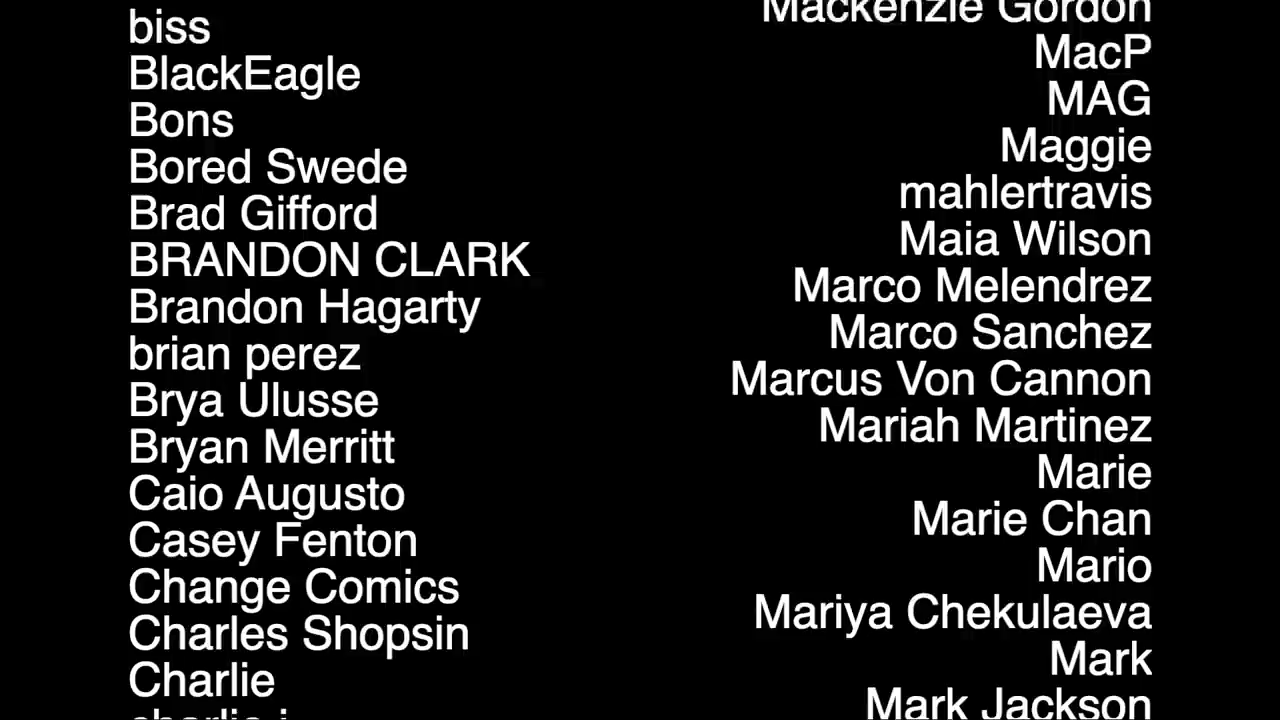 biss
BlackEagle
Bons
Bored Swede
Brad Gifford
BRANDON CLARK
Brandon Hagarty
brian perez
Brya Ulusse
Bryan Merritt
Caio Augusto
Casey Fenton
Change Comics
Charles Shopsin
Charlie
Mackenzie Gordon
MacP
MAG
Maggie
mahlertravis
Maia Wilson
Marco Melendrez
Marco Sanchez
Marcus Von Cannon
Mariah Martinez
Marie
Marie Chan
Mario
Mariya Chekulaeva
Mark
Mark Jackson